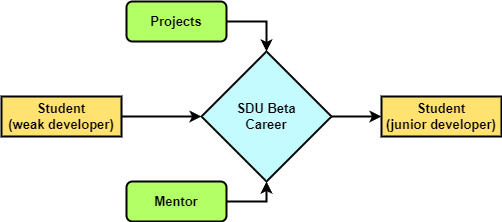 Projects
Student
(weak developer)
SDU Beta
Career
Student
(junior developer)
Mentor